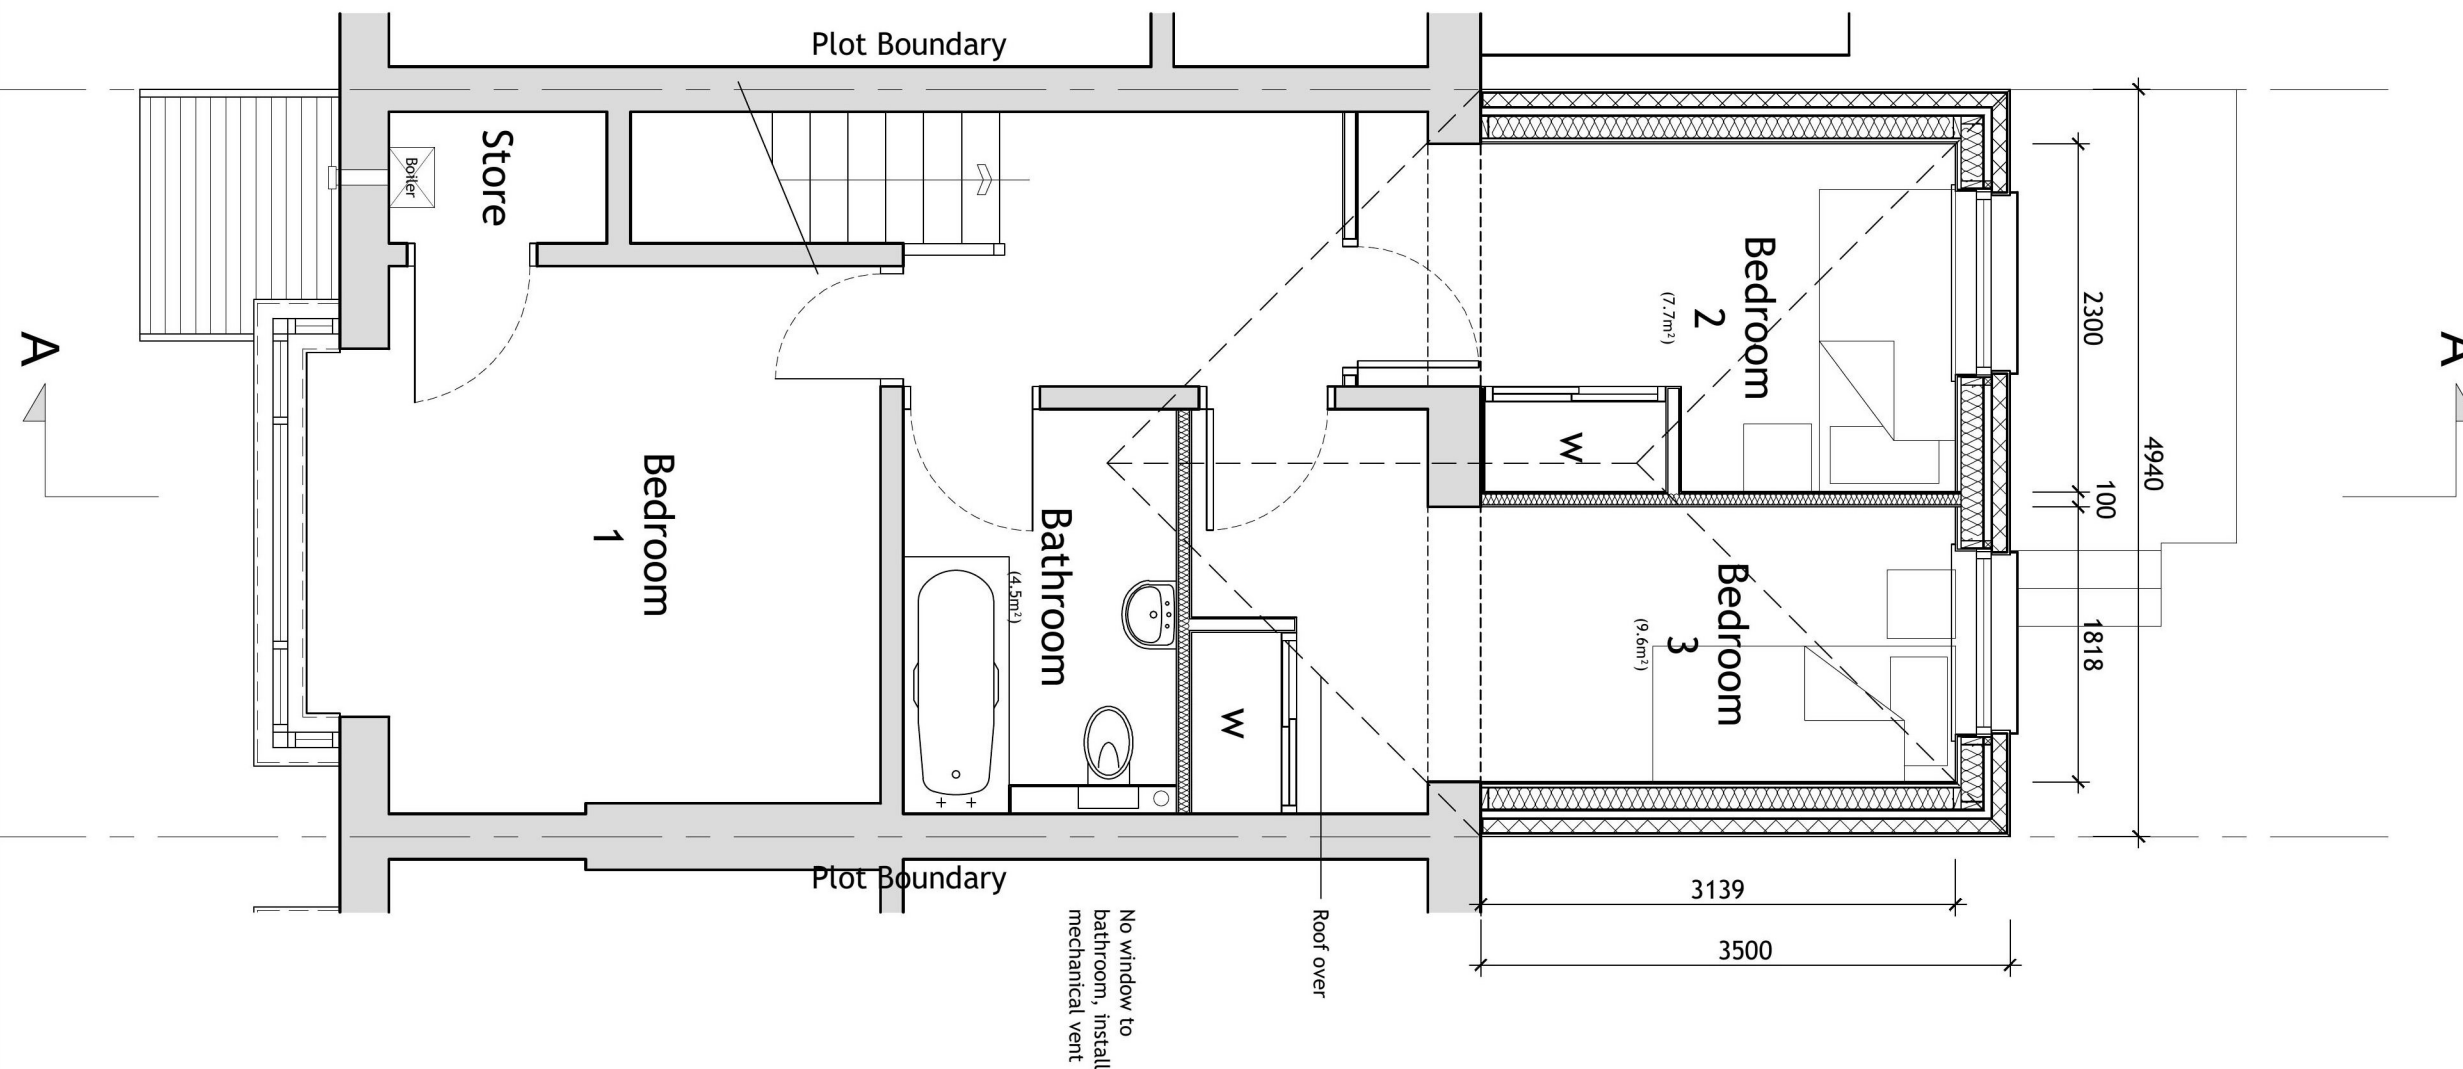 Plot Boundary
Store
Boiler
A
A
Bedroom
1
Bathroom
(4.5m²)
Bedroom
2
(7.7m²)
W
Bedroom
3
(9.6m²)
W
2300
4940
100
1818
3139
3500
Plot Boundary
No window to
bathroom, install
mechanical vent
Roof over